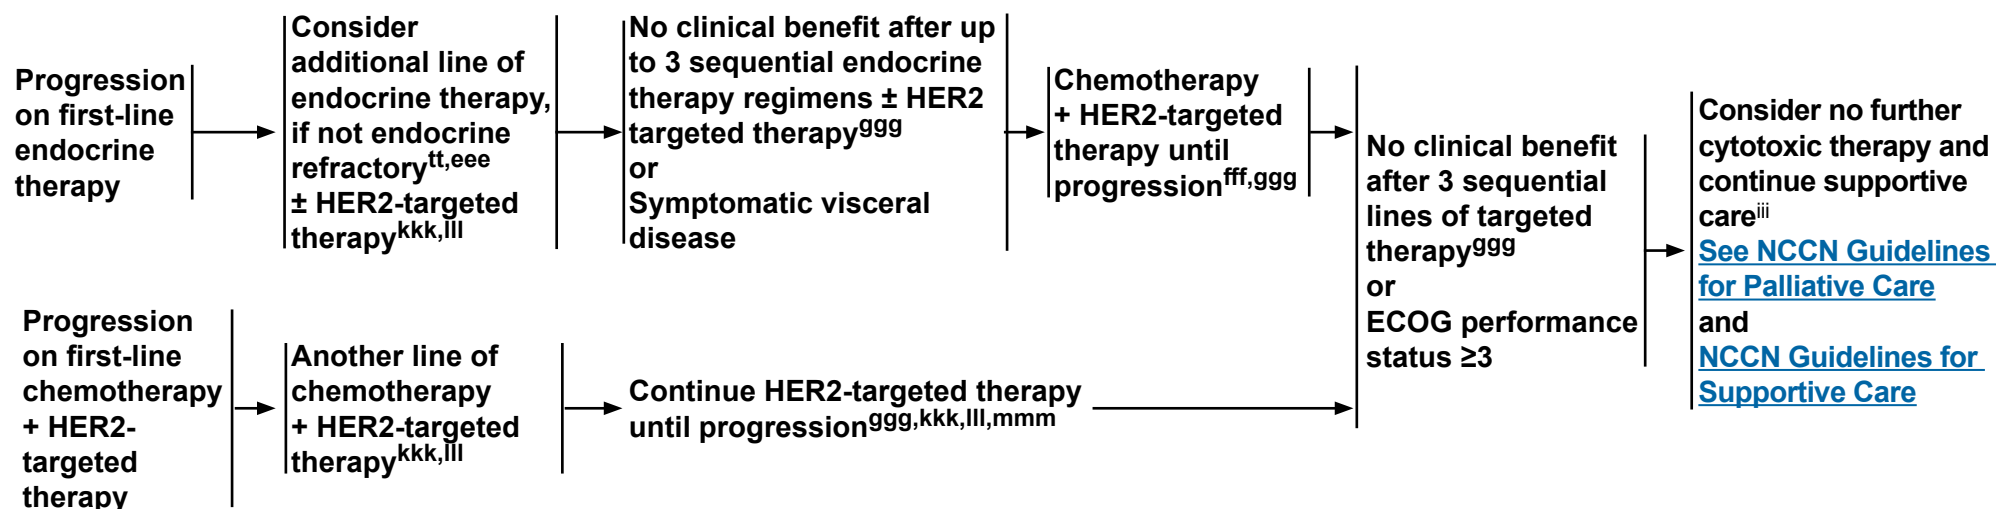 Progression
on first-line
endocrine
therapy
Consider
additional line of
endocrine therapy,
if not endocrine
refractorytt,eee
± HER2-targeted
therapykkk,lll
No clinical benefit after up
to 3 sequential endocrine
therapy regimens ± HER2
targeted therapyggg
or
Symptomatic visceral
disease
Chemotherapy
+ HER2-targeted
therapy until
progressionfff,ggg
Progression
on first-line
chemotherapy
+ HER2-
targeted
therapy
Another line of
chemotherapy
+ HER2-targeted
therapykkk,lll
Continue HER2-targeted therapy
until progressionggg,kkk,lll,mmm
No clinical benefit
after 3 sequential
lines of targeted
therapyggg
or
ECOG performance
status ≥3
Consider no further
cytotoxic therapy and
continue supportive
careiii
See NCCN Guidelines
for Palliative Care
and
NCCN Guidelines for
Supportive Care